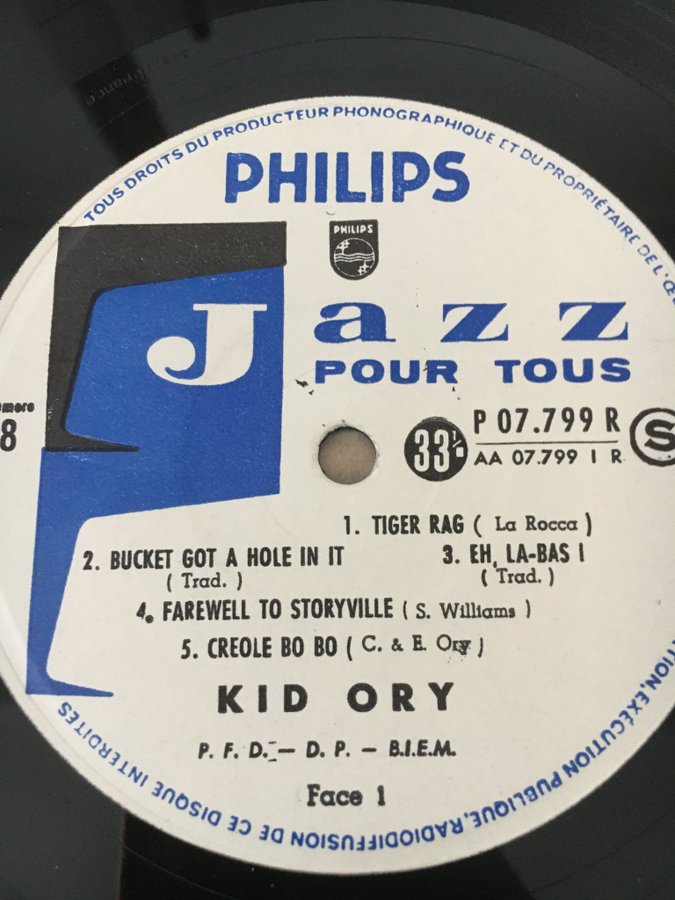 TOUS DROITS DU PRODUCTEUR PHONOGRAPHIQUE ET DU PROPRIÉTAIRE DE L'Œ
PHILIPS
PHILIPS
Jazz
POUR TOUS
8
33 1/3
P 07.799 R
AA 07.799 1 R
S
1. TIGER RAG ( La Rocca )
2. BUCKET GOT A HOLE IN IT
( Trad. )
3. EH, LA-BAS !
( Trad. )
4. FAREWELL TO STORYVILLE ( S. Williams )
5. CREOLE BO BO ( C. & E. Ory )
KID ORY
P. F. D. — D. P. — B.I.E.M.
Face 1
TION, EXÉCUTION PUBLIQUE, RADIODIFFUSION DE CE DISQUE INTERDITES